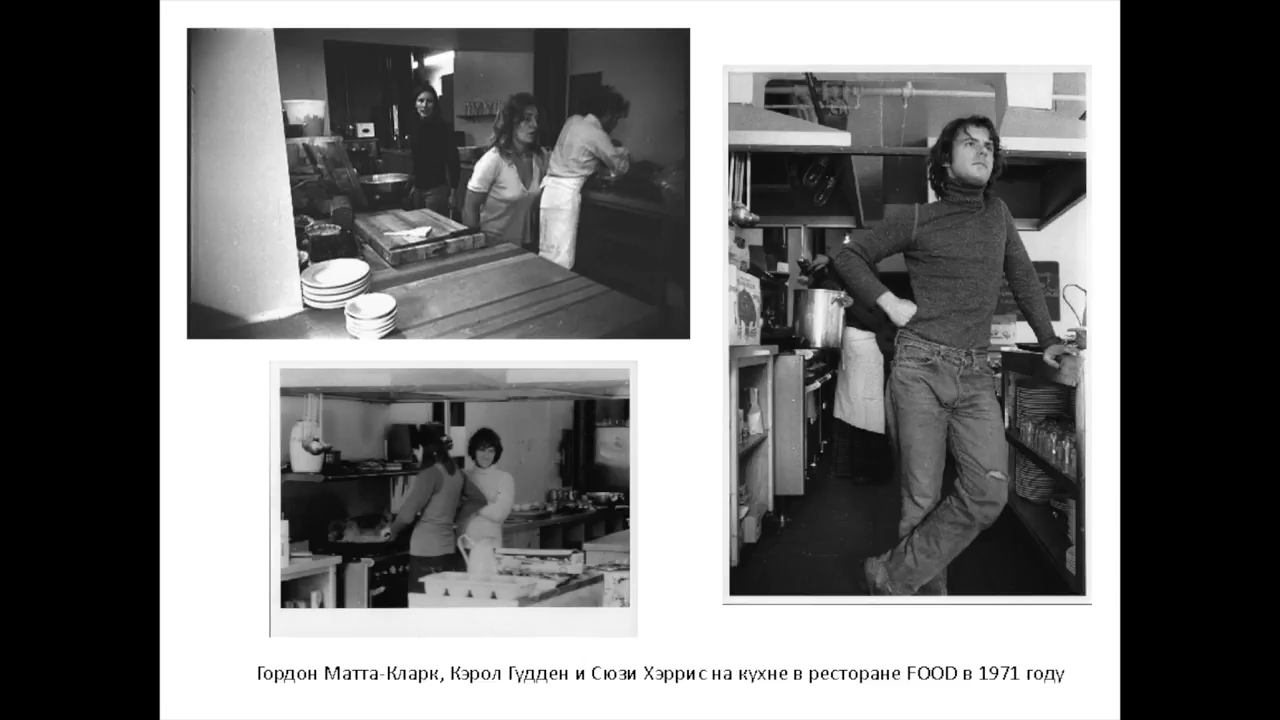 Гордон Матта-Кларк, Кэрол Гудден и Сюзи Хэррис на кухне в ресторане FOOD в 1971 году